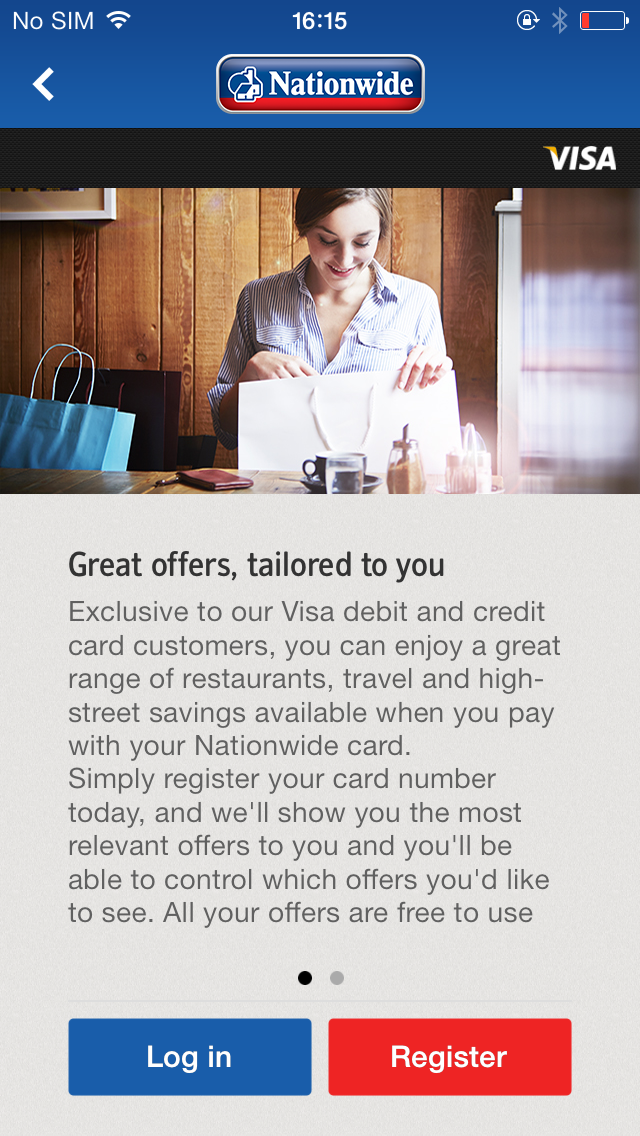 No SIM 16:15
Nationwide
VISA
Great offers, tailored to you
Exclusive to our Visa debit and credit
card customers, you can enjoy a great
range of restaurants, travel and high-
street savings available when you pay
with your Nationwide card.
Simply register your card number
today, and we'll show you the most
relevant offers to you and you'll be
able to control which offers you'd like
to see. All your offers are free to use
Log in Register